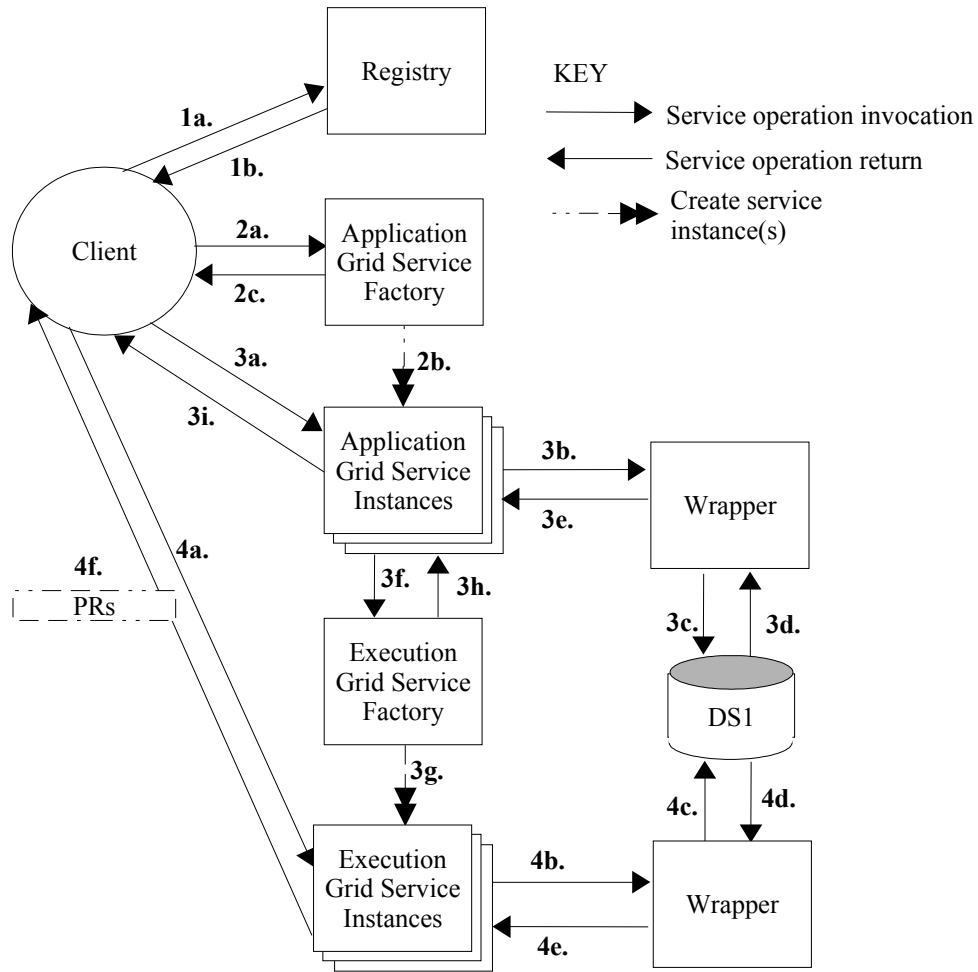 Registry
KEY
Service operation invocation
Service operation return
Create service
instance(s)
1a.
1b.
Client
2a.
2c.
Application
Grid Service
Factory
2b.
3a.
3i.
Application
Grid Service
Instances
3b.
3e.
Wrapper
4f.
PRs
4a.
3f.
3h.
3c.
3d.
Execution
Grid Service
Factory
DS1
3g.
4c.
4d.
Execution
Grid Service
Instances
4b.
4e.
Wrapper